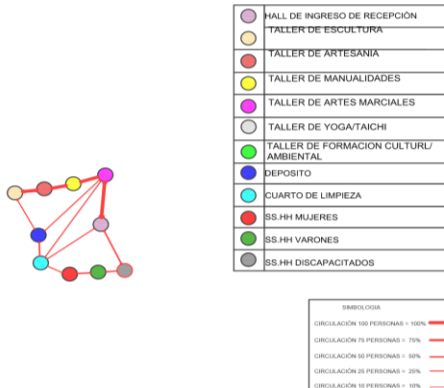 HALL DE INGRESO DE RECEPCIÓN
TALLER DE ESCULTURA
TALLER DE ARTESANIA
TALLER DE MANUALIDADES
TALLER DE ARTES MARCIALES
TALLER DE YOGA/TAICHI
TALLER DE FORMACION CULTURL/
AMBIENTAL
DEPOSITO
CUARTO DE LIMPIEZA
SS.HH MUJERES
SS.HH VARONES
SS.HH DISCAPACITADOS
SIMBOLOGIA
CIRCULACIÓN 100 PERSONAS = 100%
CIRCULACIÓN 75 PERSONAS = 75%
CIRCULACIÓN 50 PERSONAS = 50%
CIRCULACIÓN 25 PERSONAS = 25%
CIRCULACIÓN 10 PERSONAS = 10%